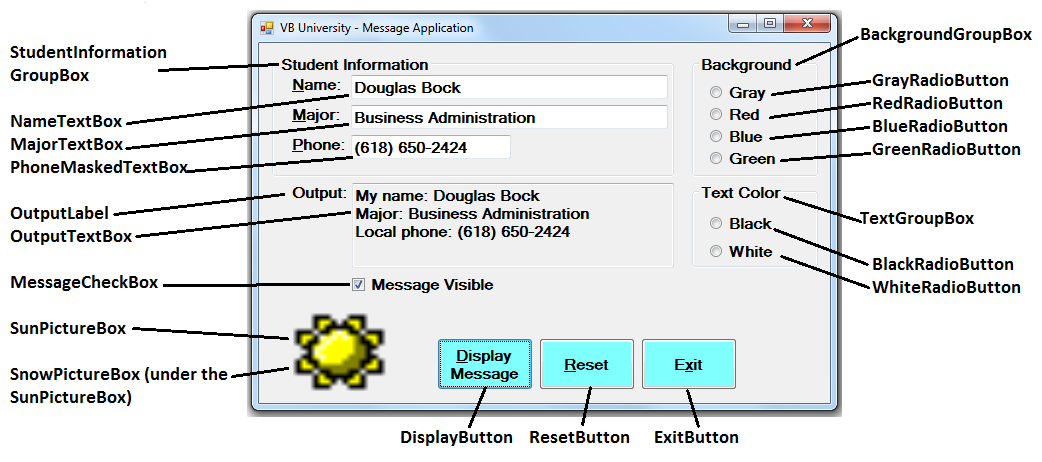 VB University - Message Application
StudentInformation
GroupBox
BackgroundGroupBox
Student Information
Background
Name: Douglas Bock
Gray
GrayRadioButton
NameTextBox
Major: Business Administration
Red
RedRadioButton
MajorTextBox
Blue
BlueRadioButton
PhoneMaskedTextBox
Phone: (618) 650-2424
Green
GreenRadioButton
Output: My name: Douglas Bock
Major: Business Administration
Local phone: (618) 650-2424
Text Color
OutputLabel
OutputTextBox
TextGroupBox
Black
White
BlackRadioButton
WhiteRadioButton
MessageCheckBox
Message Visible
SunPictureBox
SnowPictureBox (under the
SunPictureBox)
Display
Message
Reset
Exit
DisplayButton
ResetButton
ExitButton